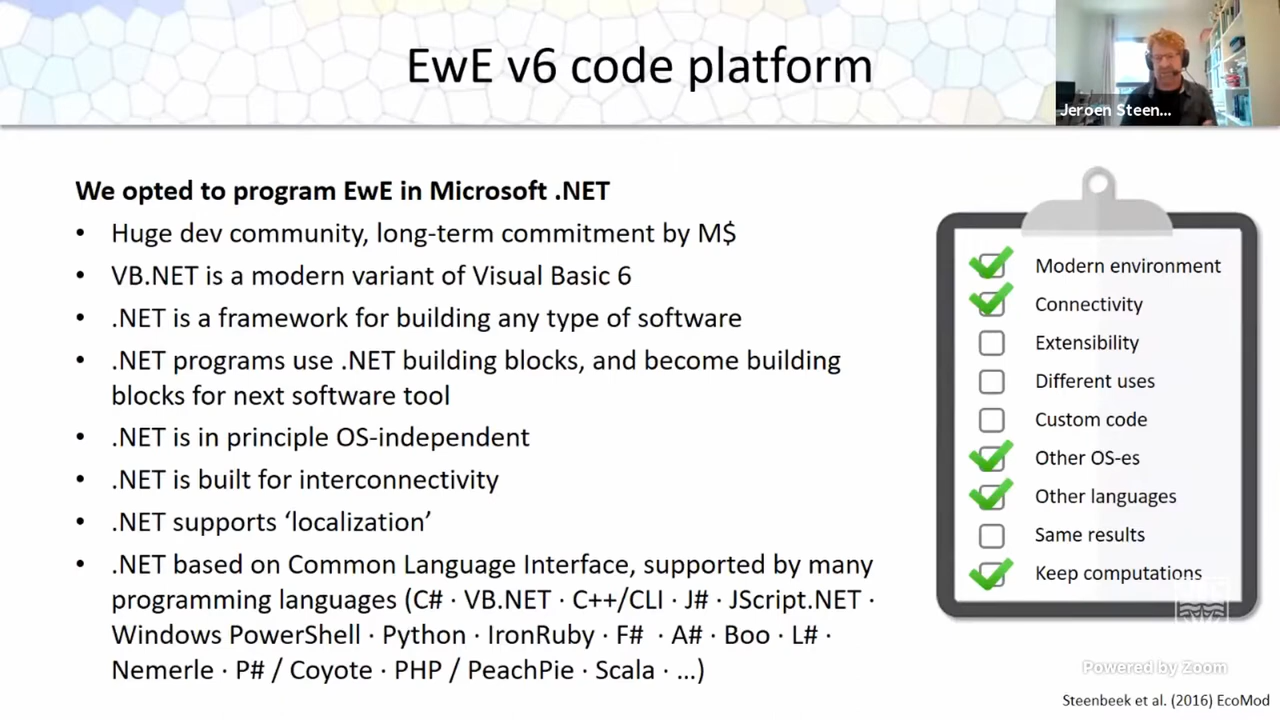 EwE v6 code platform
Jeroen Steen...
We opted to program EwE in Microsoft .NET
• Huge dev community, long-term commitment by M$
• VB.NET is a modern variant of Visual Basic 6
• .NET is a framework for building any type of software
• .NET programs use .NET building blocks, and become building
blocks for next software tool
• .NET is in principle OS-independent
• .NET is built for interconnectivity
• .NET supports ‘localization’
• .NET based on Common Language Interface, supported by many
programming languages (C# · VB.NET · C++/CLI · J# · JScript.NET ·
Windows PowerShell · Python · IronRuby · F# · A# · Boo · L# ·
Nemerle · P# / Coyote · PHP / PeachPie · Scala · ...)
Modern environment
Connectivity
Extensibility
Different uses
Custom code
Other OS-es
Other languages
Same results
Keep computations
Powered by Zoom
Steenbeek et al. (2016) EcoMod